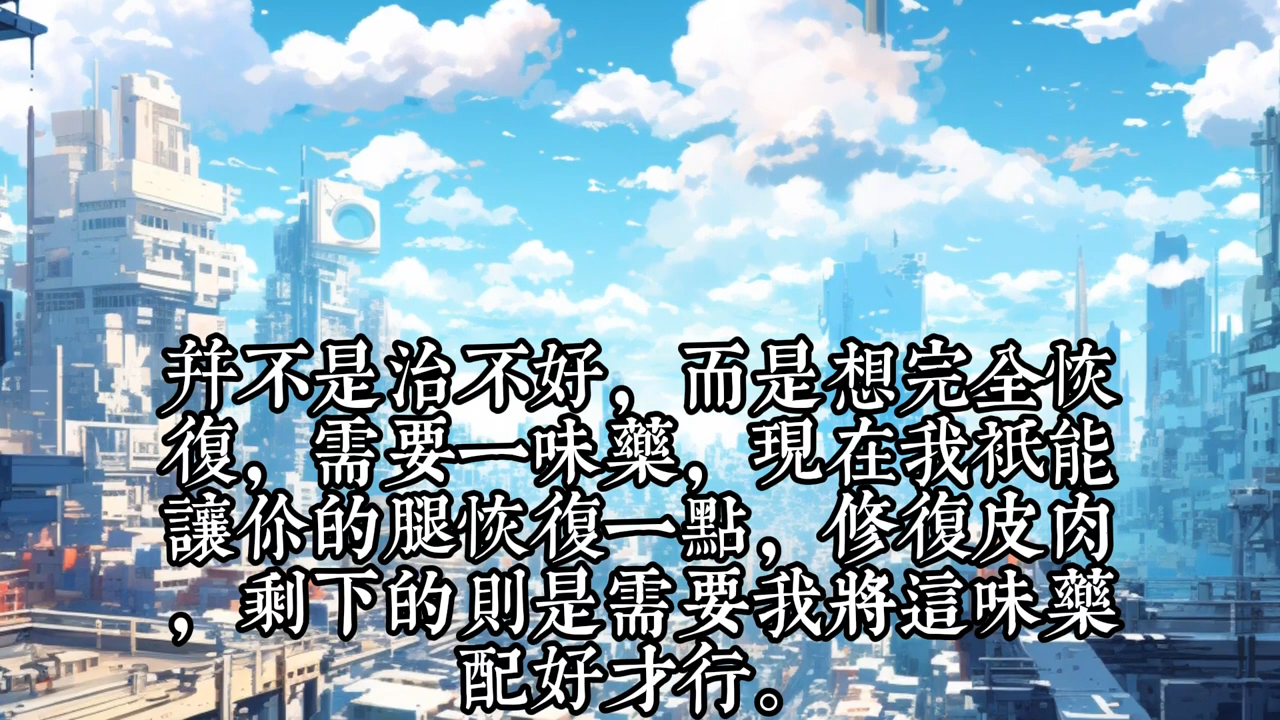 并不是治不好，而是想完全恢
復，需要一味藥，現在我祇能
讓你的腿恢復一點，修復皮肉
，剩下的則是需要我將這味藥
配好才行。